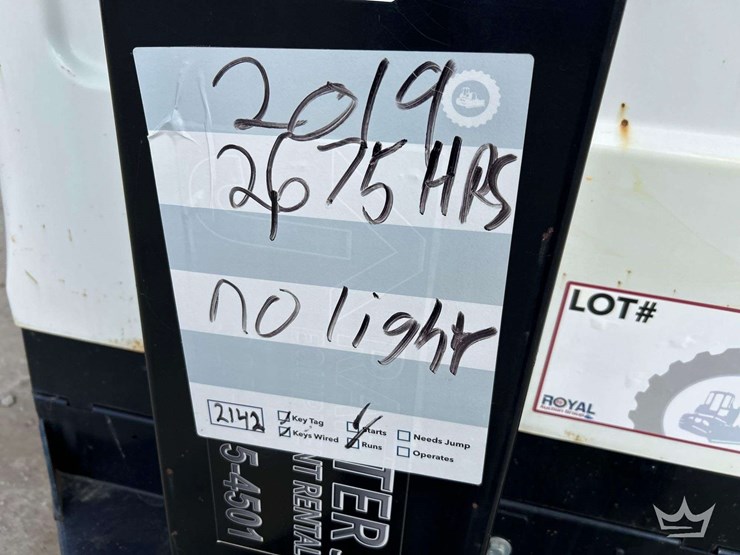 2019
2675 HRS
no light
2142
Key Tag Starts
Keys Wired Runs Needs Jump
Operates
TER
NT RENTAL
5-4501
LOT#
ROYAL